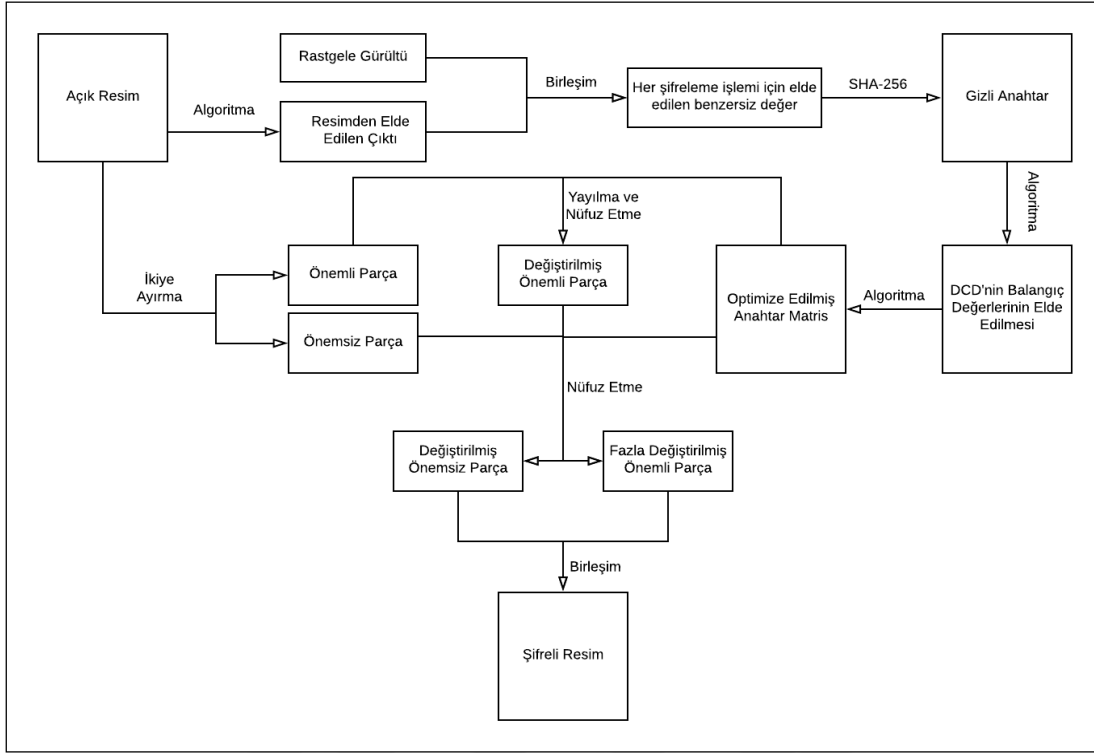 Açık Resim
Algoritma
Rastgele Gürültü
Resimden Elde
Edilen Çıktı
Birleşim
Her şifreleme işlemi için elde
edilen benzersiz değer
SHA-256
Gizli Anahtar
Algoritma
Yayılma ve
Nüfuz Etme
İkiye
Ayırma
Önemli Parça
Önemsiz Parça
Değiştirilmiş
Önemli Parça
Optimize Edilmiş
Anahtar Matris
Algoritma
DCD'nin Balangıç
Değerlerinin Elde
Edilmesi
Nüfuz Etme
Değiştirilmiş
Önemsiz Parça
Fazla Değiştirilmiş
Önemli Parça
Birleşim
Şifreli Resim